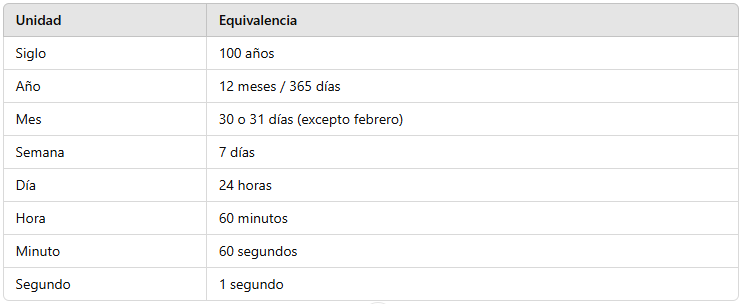 Unidad Equivalencia
Siglo 100 años
Año 12 meses / 365 días
Mes 30 o 31 días (excepto febrero)
Semana 7 días
Día 24 horas
Hora 60 minutos
Minuto 60 segundos
Segundo 1 segundo